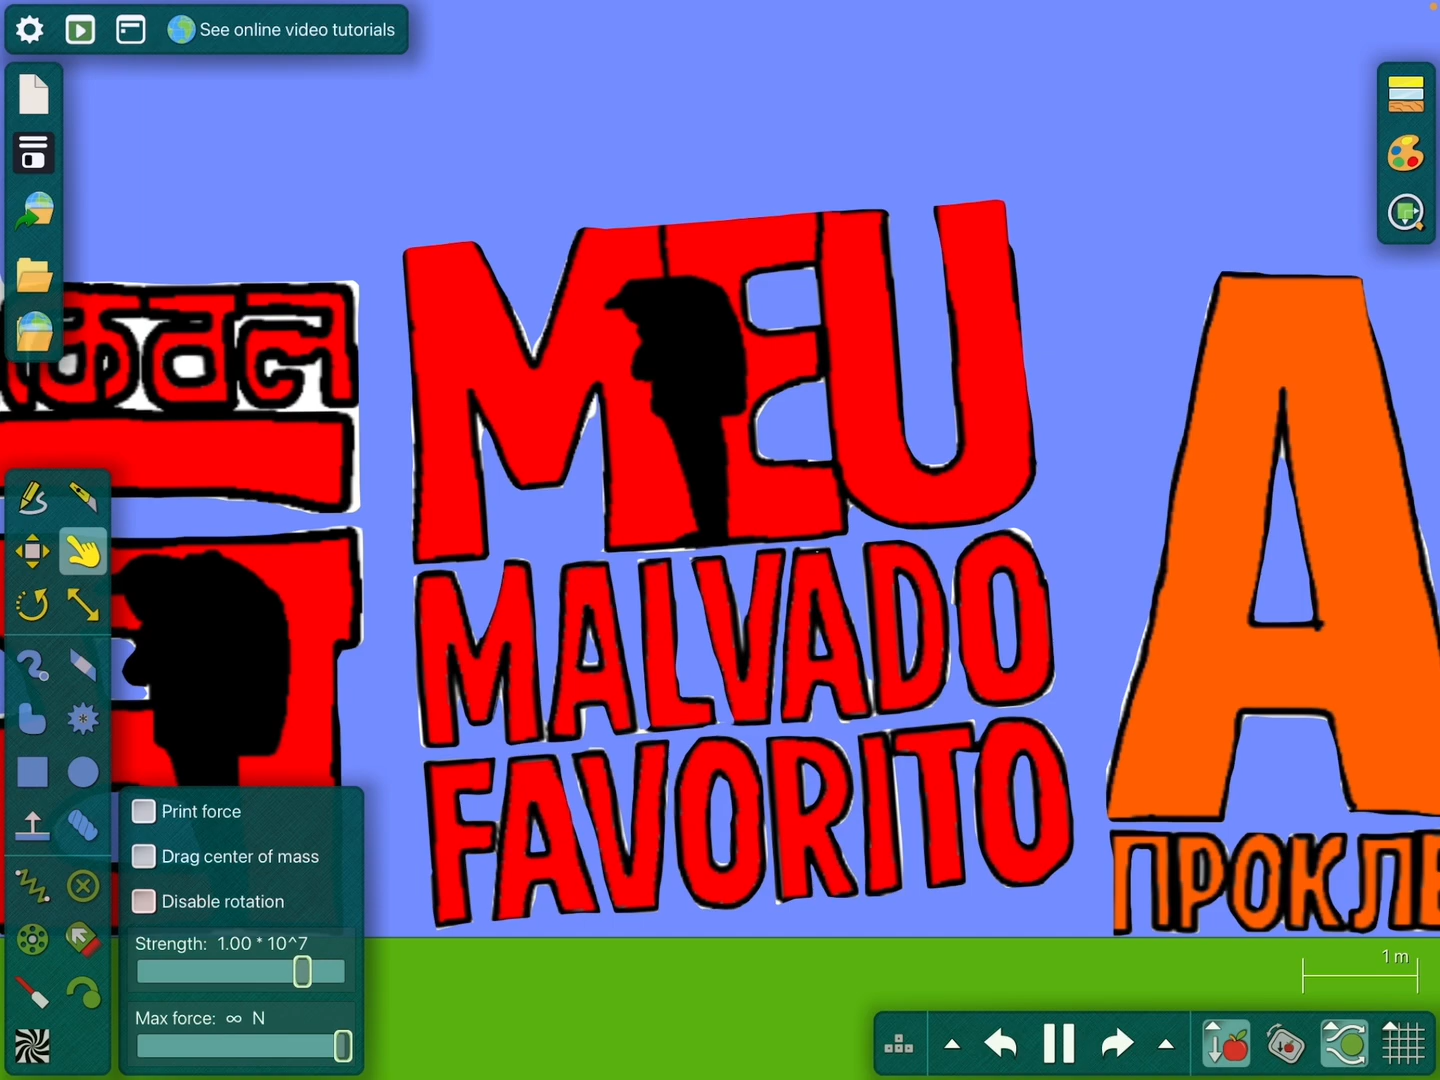 See online video tutorials
MEU
MALVADO
FAVORITO
A
Print force
Drag center of mass
Disable rotation
Strength: 1.00 * 10^7
Max force: ∞ N
1 m